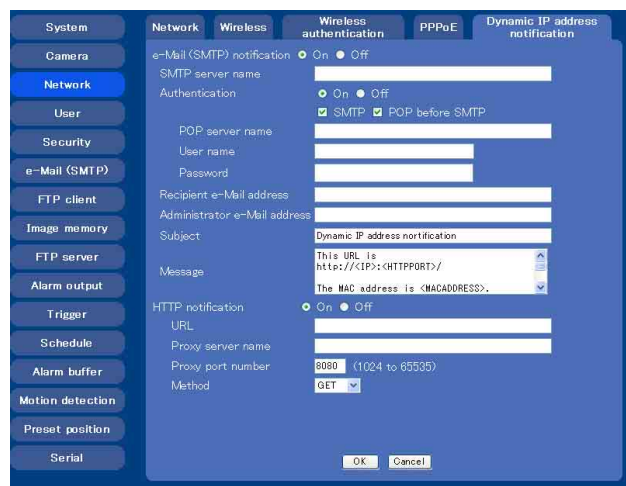 System
Camera
Network
User
Security
e-Mail (SMTP)
FTP client
Image memory
FTP server
Alarm output
Trigger
Schedule
Alarm buffer
Motion detection
Preset position
Serial
Network Wireless Wireless authentication PPPoE Dynamic IP address notification
e-Mail (SMTP) notification On Off
SMTP server name
Authentication On Off
SMTP POP before SMTP
POP server name
User name
Password
Recipient e-Mail address
Administrator e-Mail address
Subject Dynamic IP address nortification
Message
This URL is
http://<IP>:<HTTPPORT>/
The MAC address is <MACADDRESS>.
HTTP notification On Off
URL
Proxy server name
Proxy port number 8080 (1024 to 65535)
Method GET
OK Cancel